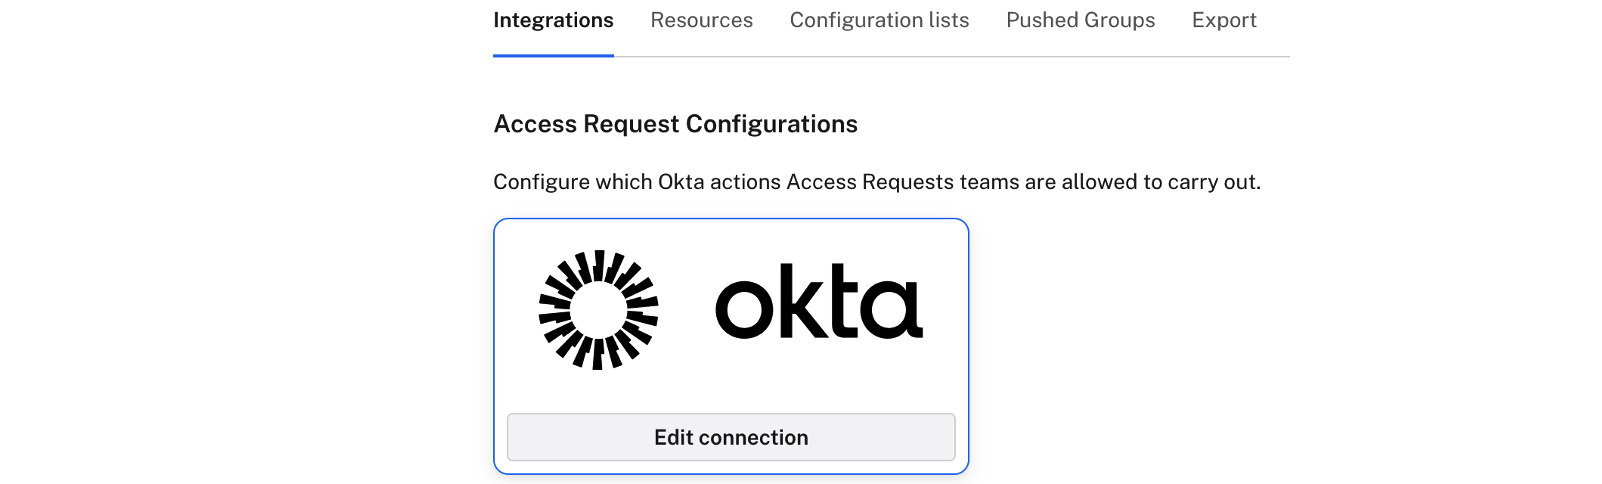 Integrations Resources Configuration lists Pushed Groups Export
Access Request Configurations
Configure which Okta actions Access Requests teams are allowed to carry out.
okta
Edit connection